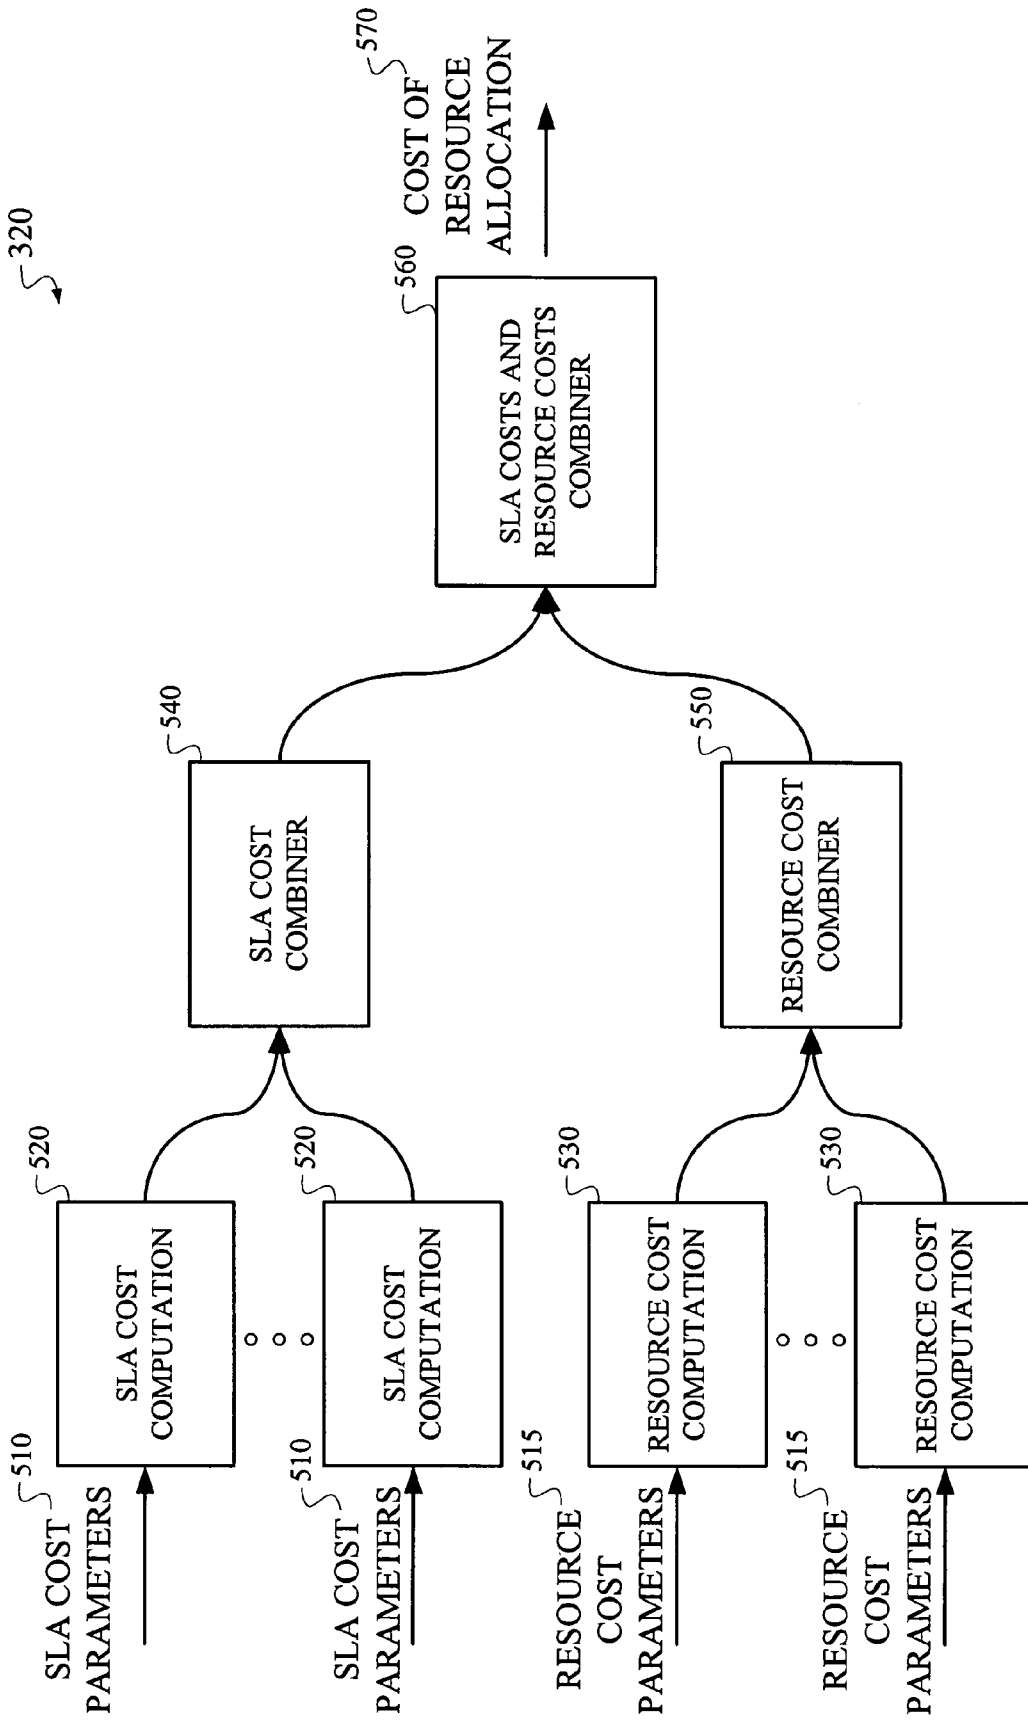 320
510
SLA COST
PARAMETERS
520
SLA COST
COMPUTATION
510
SLA COST
PARAMETERS
520
SLA COST
COMPUTATION
540
SLA COST
COMBINER
515
RESOURCE
COST
PARAMETERS
530
RESOURCE COST
COMPUTATION
515
RESOURCE
COST
PARAMETERS
530
RESOURCE COST
COMPUTATION
550
RESOURCE COST
COMBINER
560
SLA COSTS AND
RESOURCE COSTS
COMBINER
570
COST OF
RESOURCE
ALLOCATION